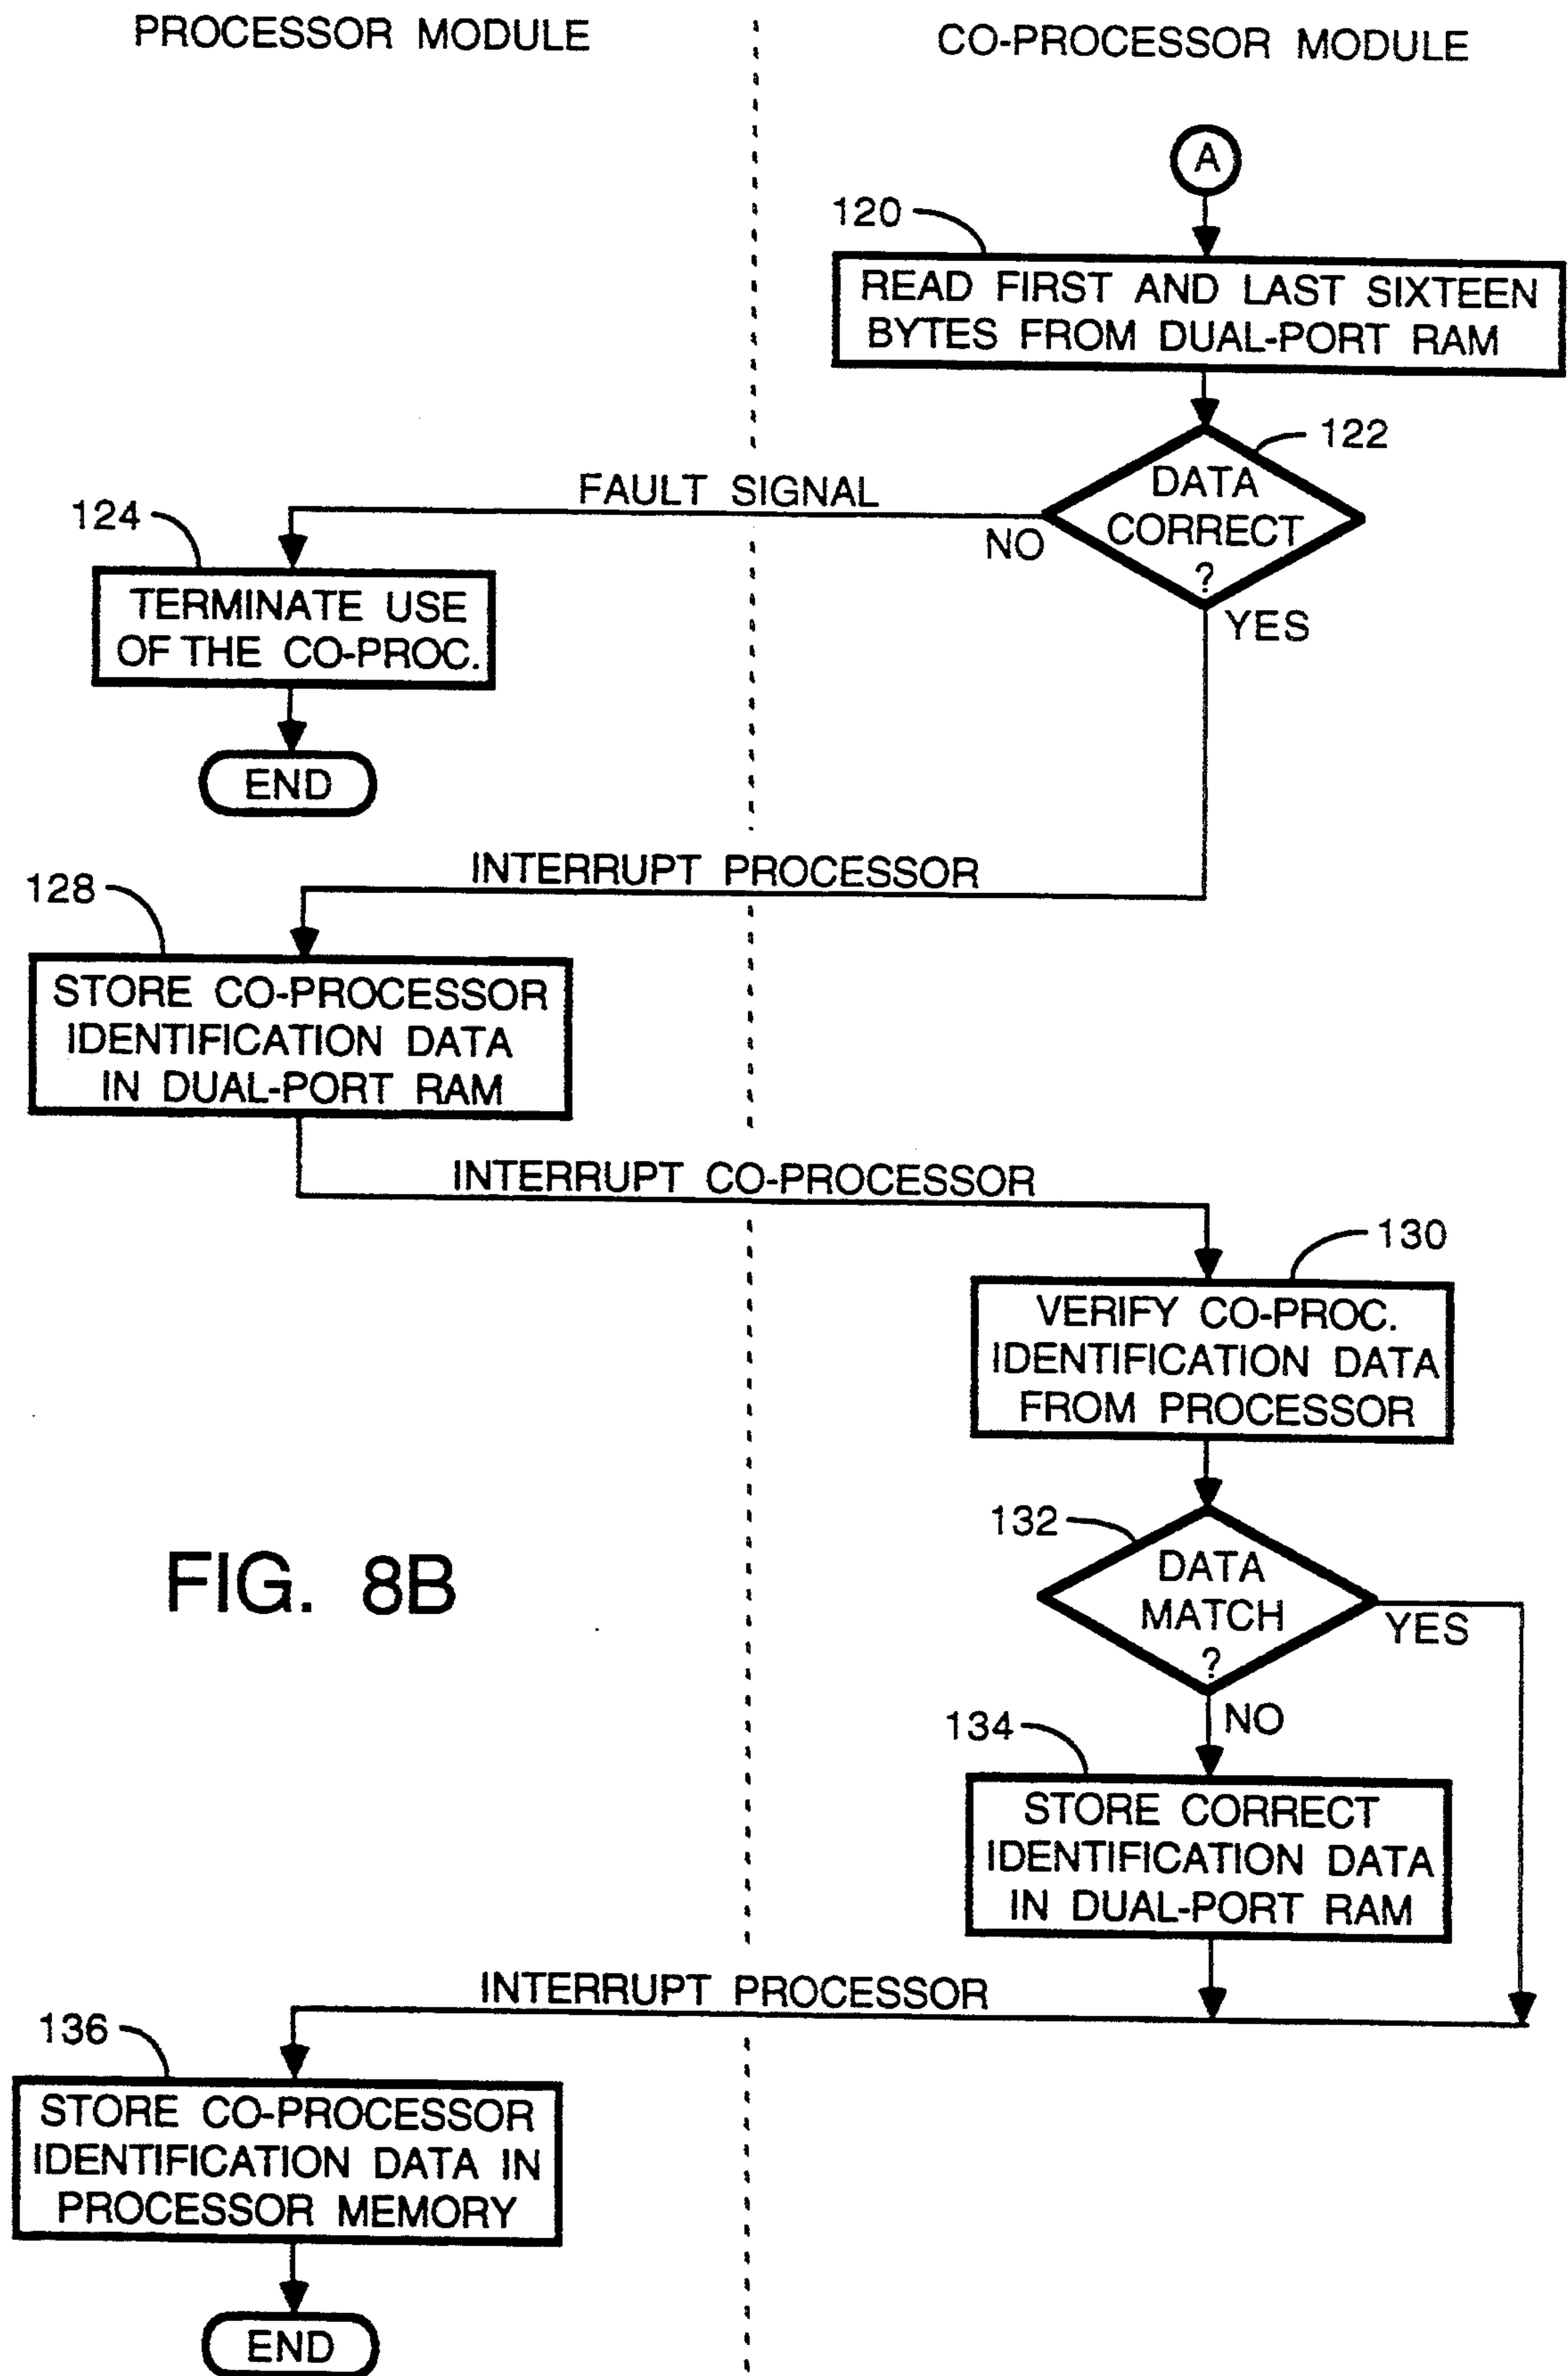 PROCESSOR MODULE
CO-PROCESSOR MODULE
A
120
READ FIRST AND LAST SIXTEEN
BYTES FROM DUAL-PORT RAM
122
DATA
CORRECT
?
FAULT SIGNAL
NO
YES
124
TERMINATE USE
OF THE CO-PROC.
END
INTERRUPT PROCESSOR
128
STORE CO-PROCESSOR
IDENTIFICATION DATA
IN DUAL-PORT RAM
INTERRUPT CO-PROCESSOR
130
VERIFY CO-PROC.
IDENTIFICATION DATA
FROM PROCESSOR
132
DATA
MATCH
?
YES
NO
FIG. 8B
134
STORE CORRECT
IDENTIFICATION DATA
IN DUAL-PORT RAM
INTERRUPT PROCESSOR
136
STORE CO-PROCESSOR
IDENTIFICATION DATA IN
PROCESSOR MEMORY
END